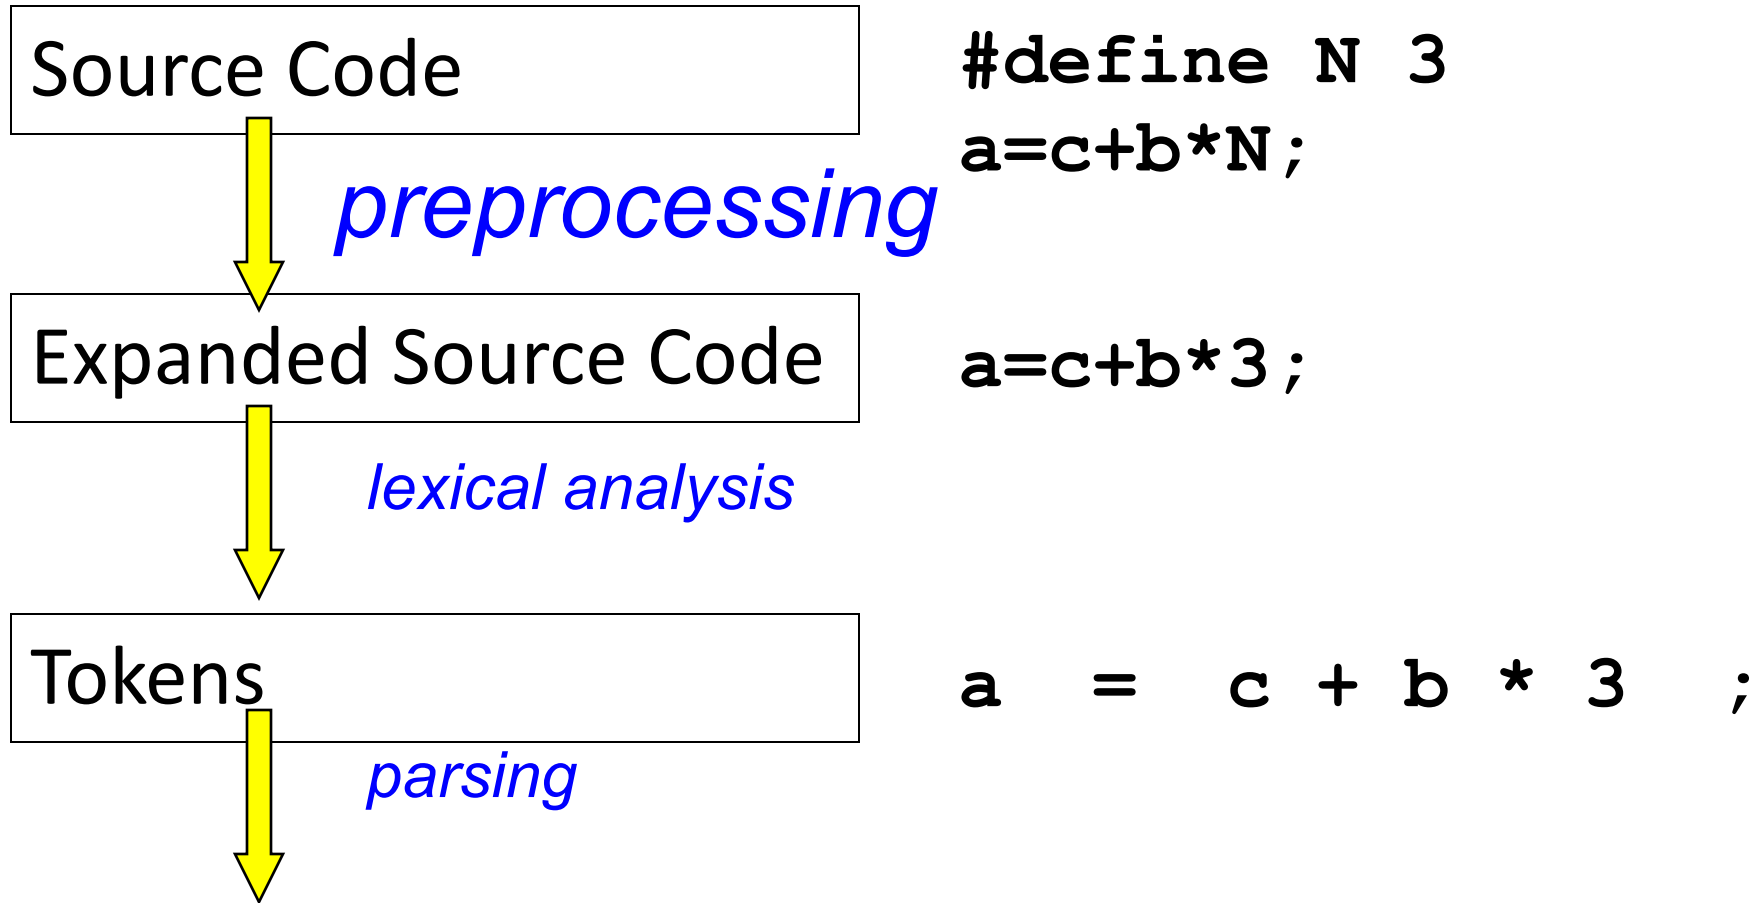 Source Code
#define N 3
a=c+b*N;
preprocessing
Expanded Source Code
a=c+b*3;
lexical analysis
Tokens
a = c + b * 3 ;
parsing